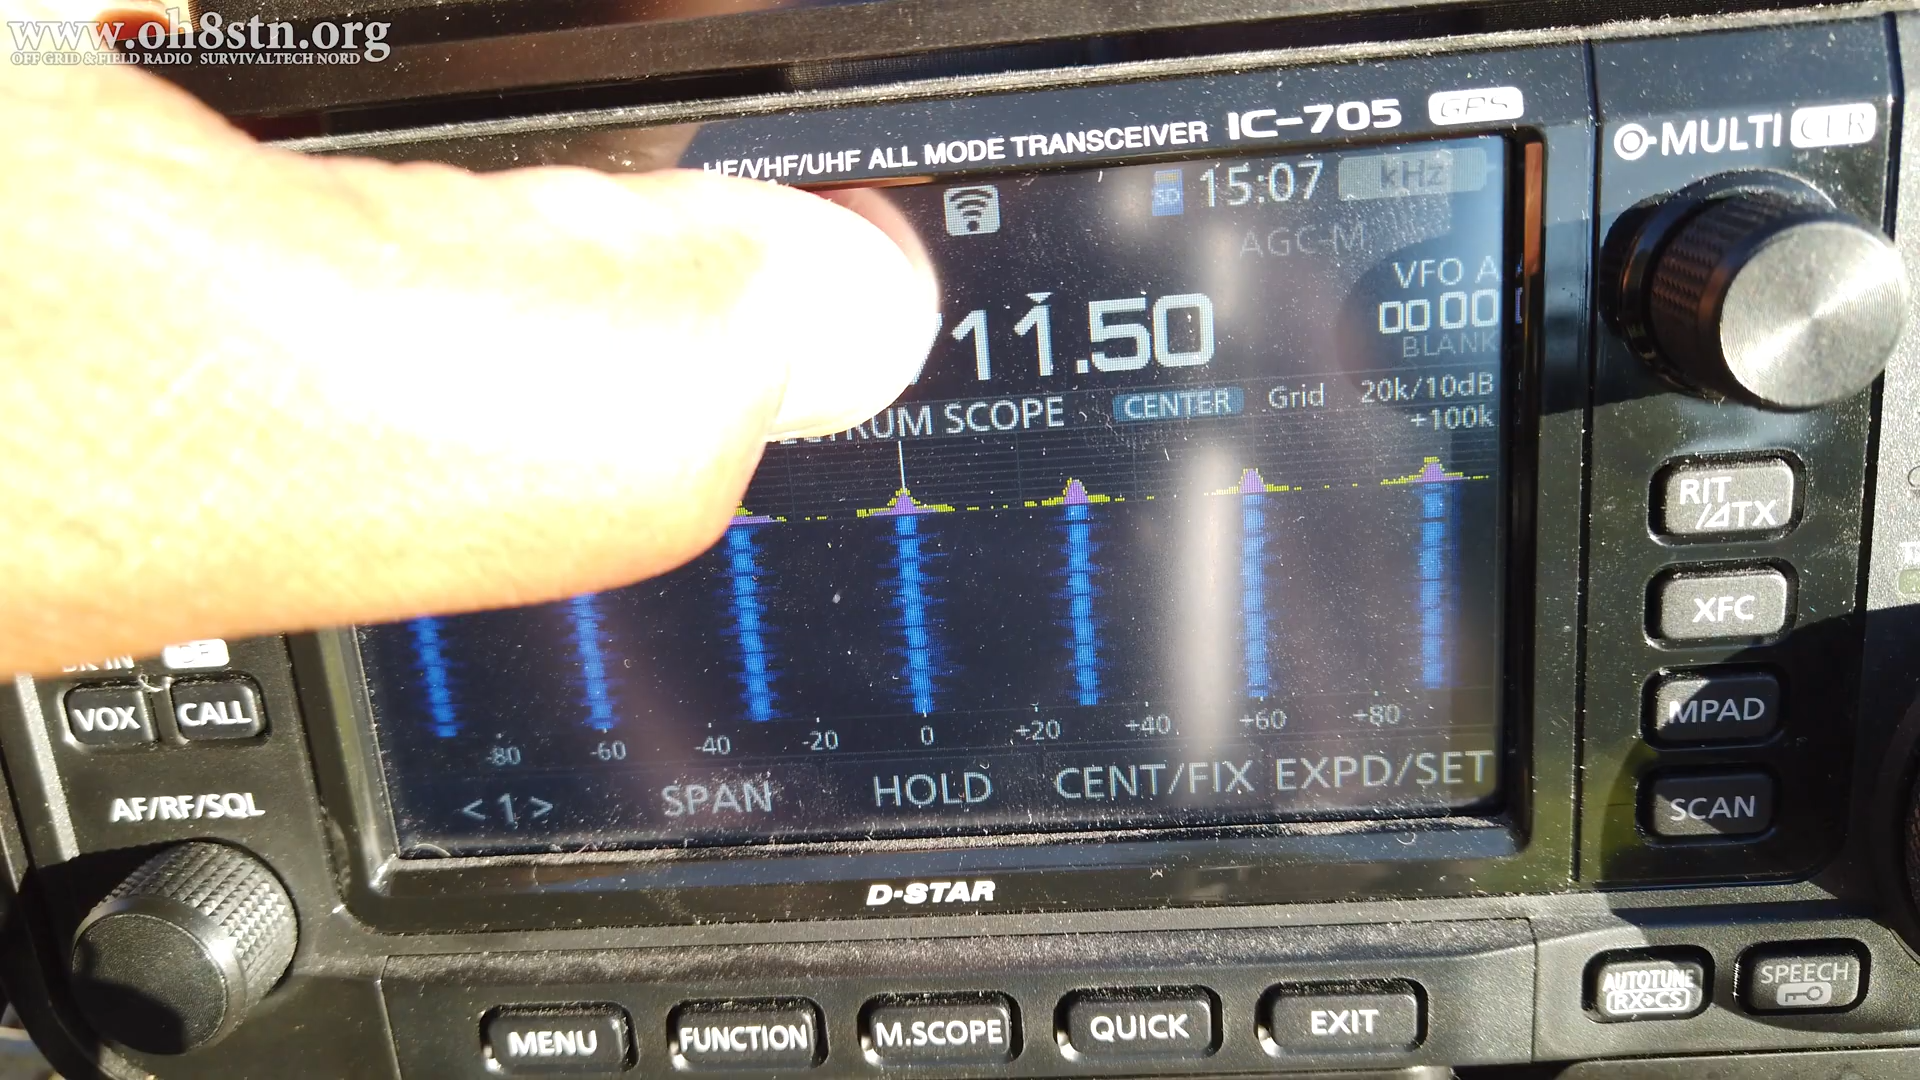 www.oh8stn.org
OFF GRID & FIELD RADIO SURVIVALTECH NORD
HF/VHF/UHF ALL MODE TRANSCEIVER IC-705 GPS
MULTI CLR
SD 15:07 kHz
AGC-M
VFO A
11.50
00 00
BLANK
SCOPE CENTER Grid 20k/10dB
+100k
RIT
/⊿TX
XFC
MPAD
SCAN
VOX CALL
-80 -60 -40 -20 0 +20 +40 +60 +80
<1> SPAN HOLD CENT/FIX EXPD/SET
AF/RF/SQL
D-STAR
AUTOTUNE
RX→CS
SPEECH
MENU FUNCTION M.SCOPE QUICK EXIT